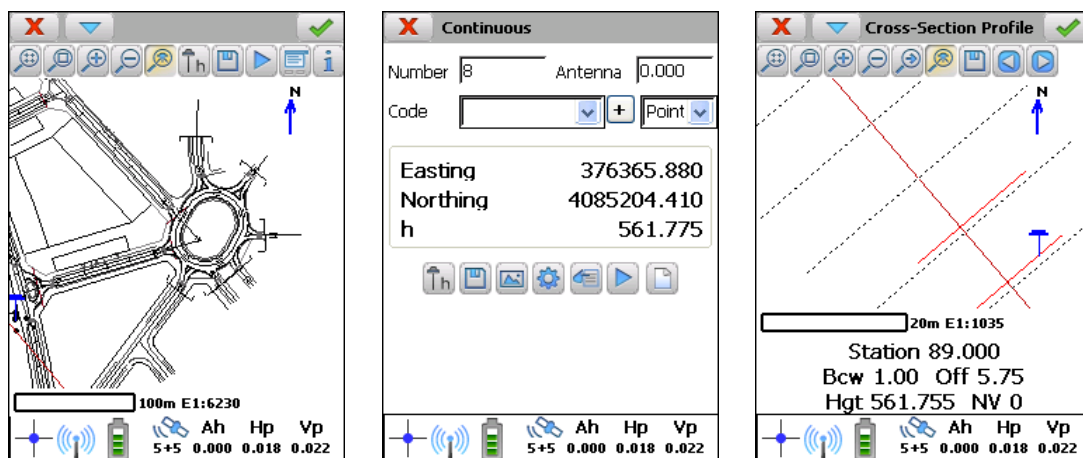 h
i
N
100m E1:6230
Ah Hp Vp
5+5 0.000 0.018 0.022
X Continuous
Number 8 Antenna 0.000
Code + Point
Easting 376365.880
Northing 4085204.410
h 561.775
h
Ah Hp Vp
5+5 0.000 0.018 0.022
X Cross-Section Profile
N
20m E1:1035
Station 89.000
Bcw 1.00 Off 5.75
Hgt 561.755 NV 0
Ah Hp Vp
5+5 0.000 0.018 0.022